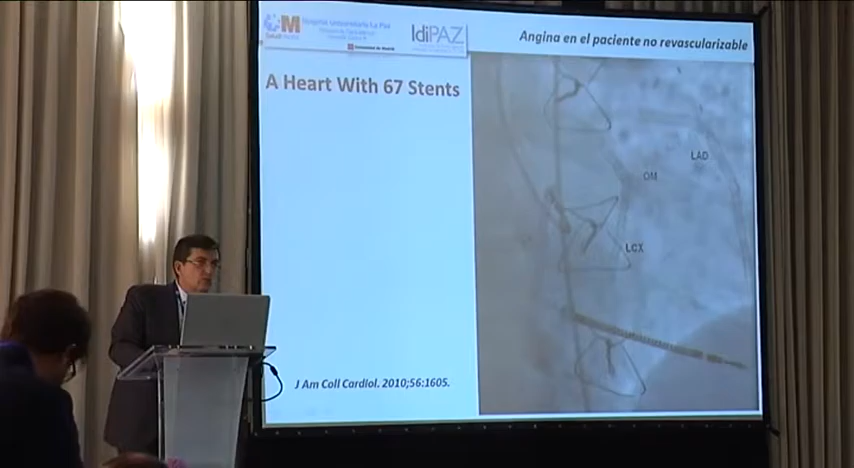 M
SaludMadrid
Hospital Universitario La Paz
IdiPAZ
Angina en el paciente no revascularizable
A Heart With 67 Stents
LAD
OM
LCX
J Am Coll Cardiol. 2010;56:1605.